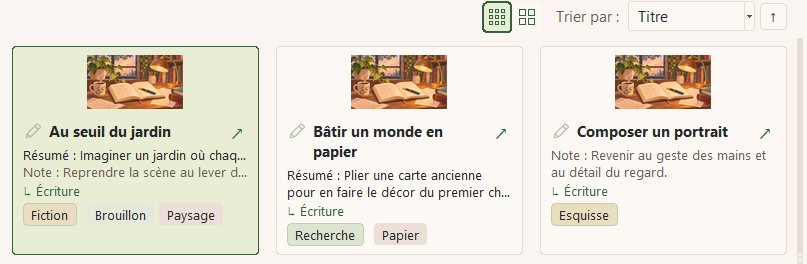 Trier par : Titre ↑
Au seuil du jardin ↗
Résumé : Imaginer un jardin où chaq...
Note : Reprendre la scène au lever d...
↳ Écriture
Fiction Brouillon Paysage
Bâtir un monde en
papier ↗
Résumé : Plier une carte ancienne
pour en faire le décor du premier ch...
↳ Écriture
Recherche Papier
Composer un portrait ↗
Note : Revenir au geste des mains et
au détail du regard.
↳ Écriture
Esquisse